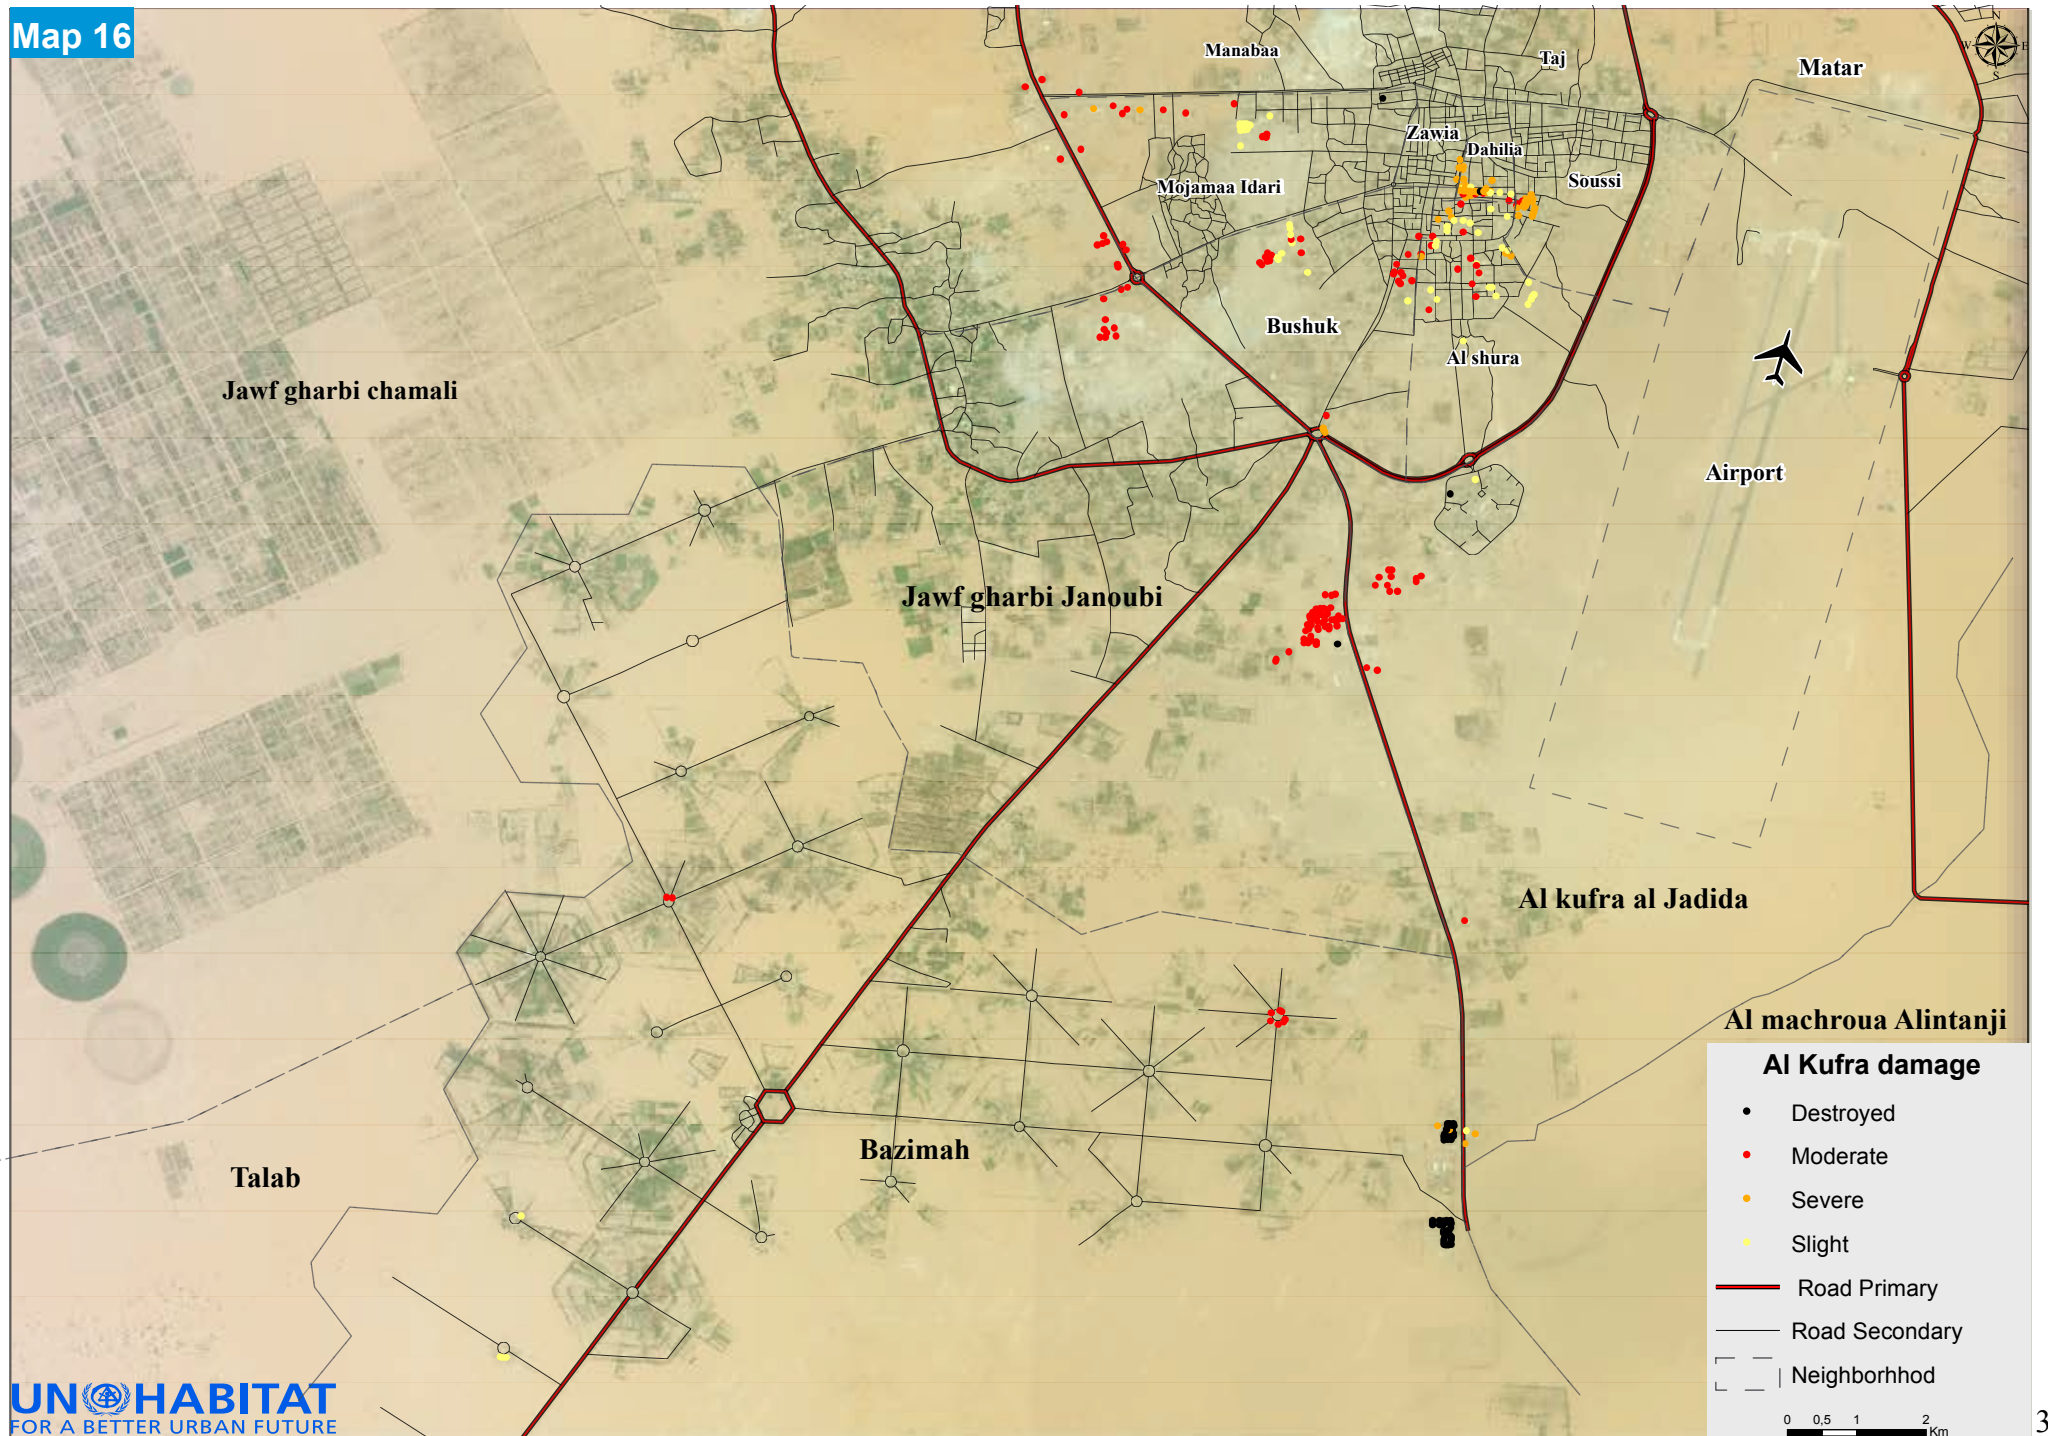 Map 16
N
W
E
S
Manabaa
Taj
Matar
Zawia
Dahilia
Soussi
Mojamaa Idari
Bushuk
Al shura
Jawf gharbi chamali
Airport
Jawf gharbi Janoubi
Al kufra al Jadida
Al machroua Alintanji
Bazimah
Talab
Al Kufra damage
Destroyed
Moderate
Severe
Slight
Road Primary
Road Secondary
Neighborhhod
0 0,5 1 2
Km
UN HABITAT
FOR A BETTER URBAN FUTURE
3